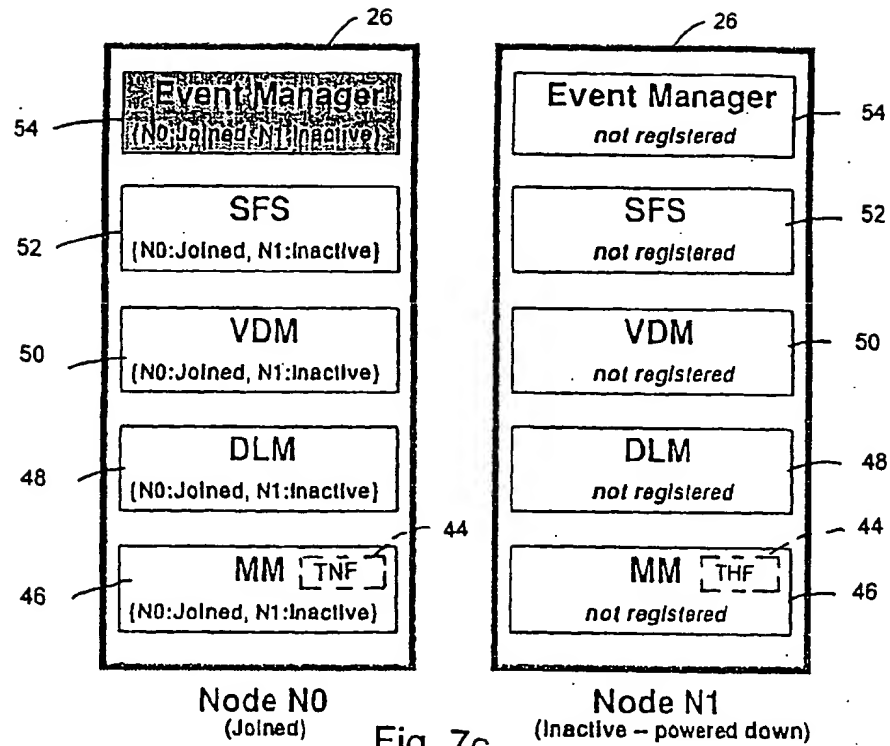 26
26
Event Manager
{N0:Joined, N1:Inactive}
54
Event Manager
not registered
54
SFS
{N0:Joined, N1:Inactive}
52
SFS
not registered
52
VDM
{N0:Joined, N1:Inactive}
50
VDM
not registered
50
DLM
{N0:Joined, N1:Inactive}
48
DLM
not registered
48
44
44
MM TNF
{N0:Joined, N1:Inactive}
46
MM THF
not registered
46
Node N0
(Joined)
Node N1
(Inactive – powered down)
Fig. 7c